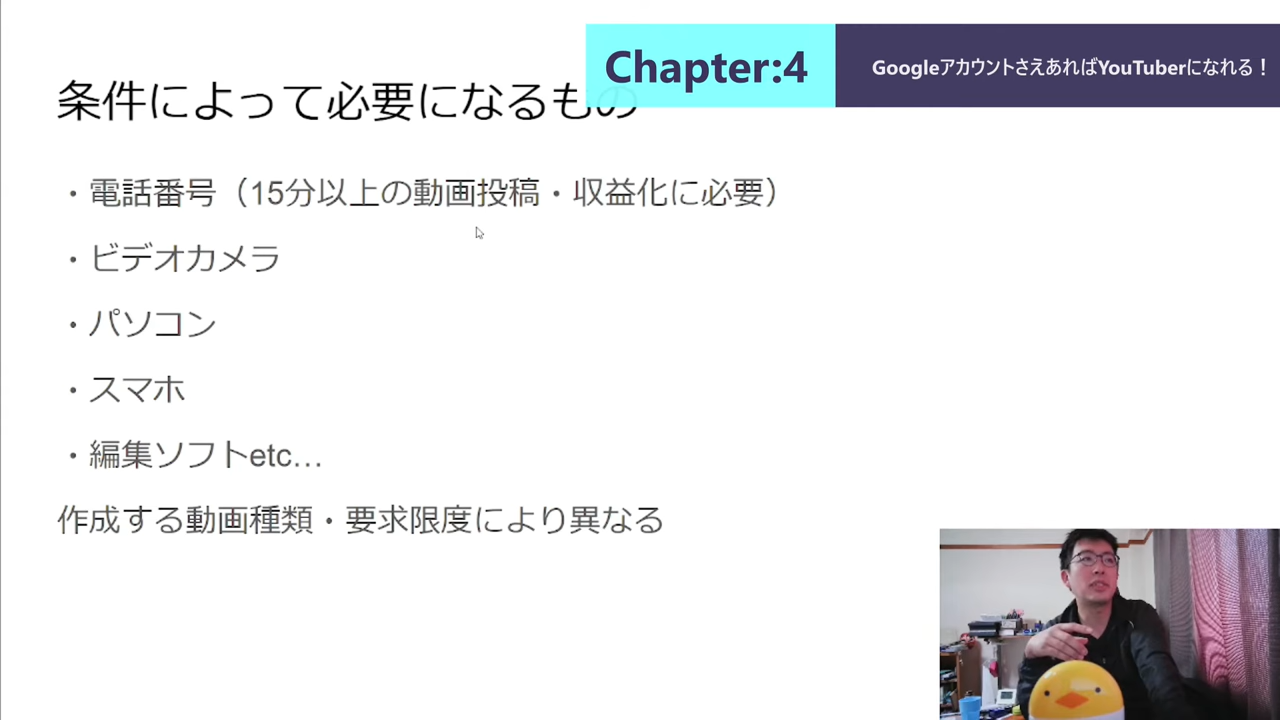 Chapter:4
GoogleアカウントさえあればYouTuberになれる！
条件によって必要になるもの
・電話番号（15分以上の動画投稿・収益化に必要）
・ビデオカメラ
・パソコン
・スマホ
・編集ソフトetc…
作成する動画種類・要求限度により異なる